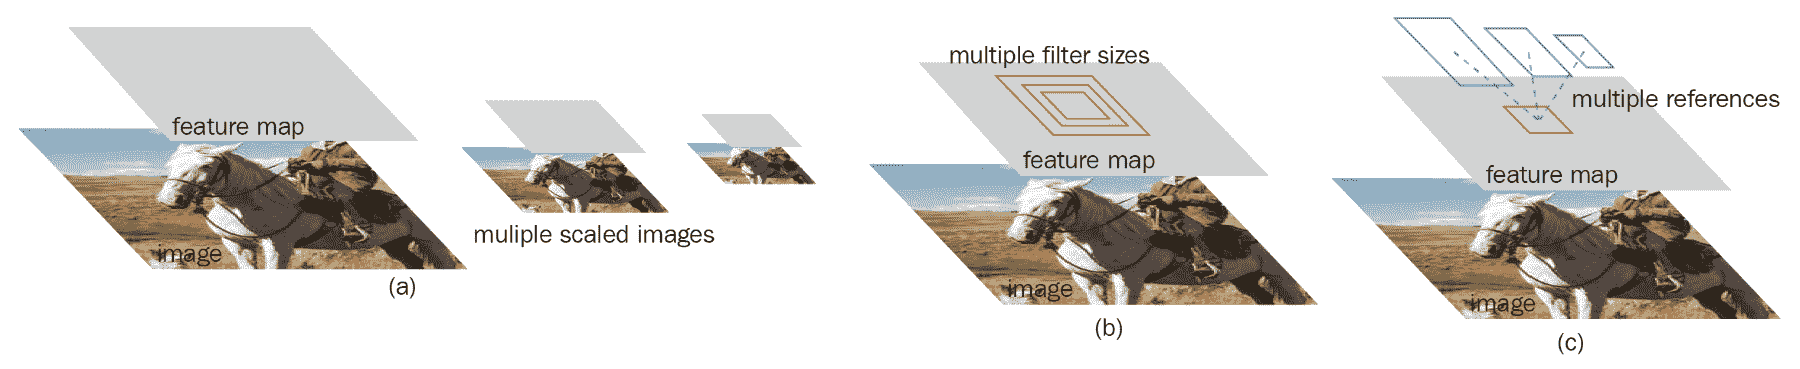 feature map
image
muliple scaled images
(a)
multiple filter sizes
feature map
image
(b)
multiple references
feature map
image
(c)